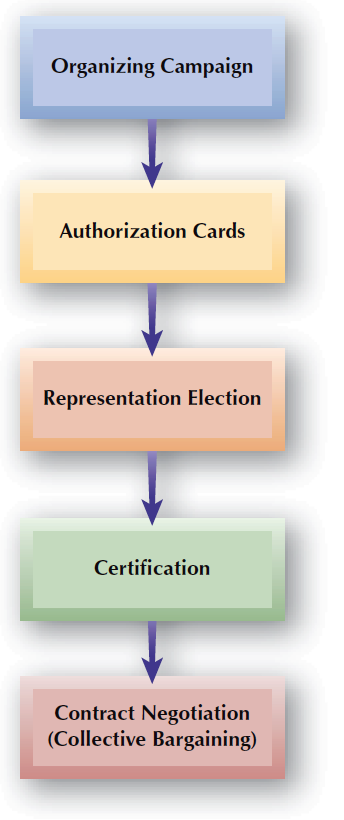 Organizing Campaign
Authorization Cards
Representation Election
Certification
Contract Negotiation
(Collective Bargaining)